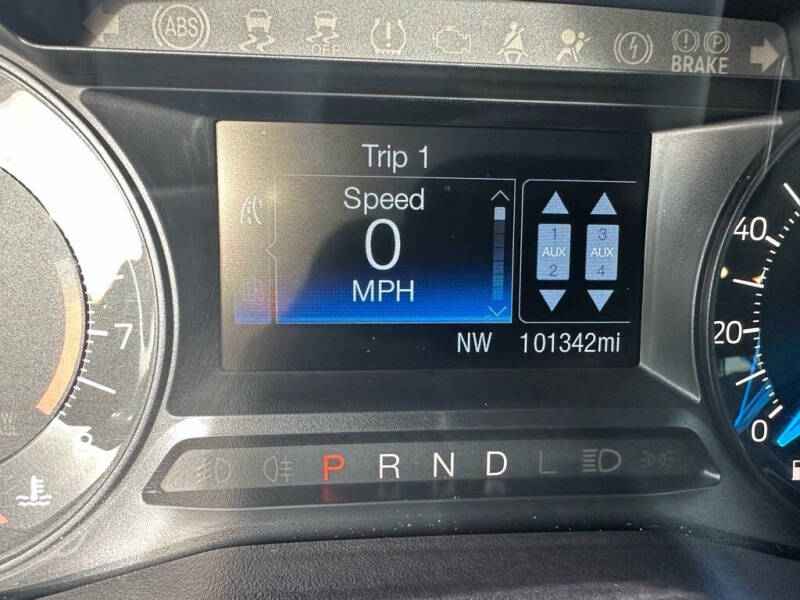 ABS OFF BRAKE
Trip 1
Speed
0
MPH
1 3
AUX AUX
2 4
NW 101342mi
7
8
40
20
0
P R N D L